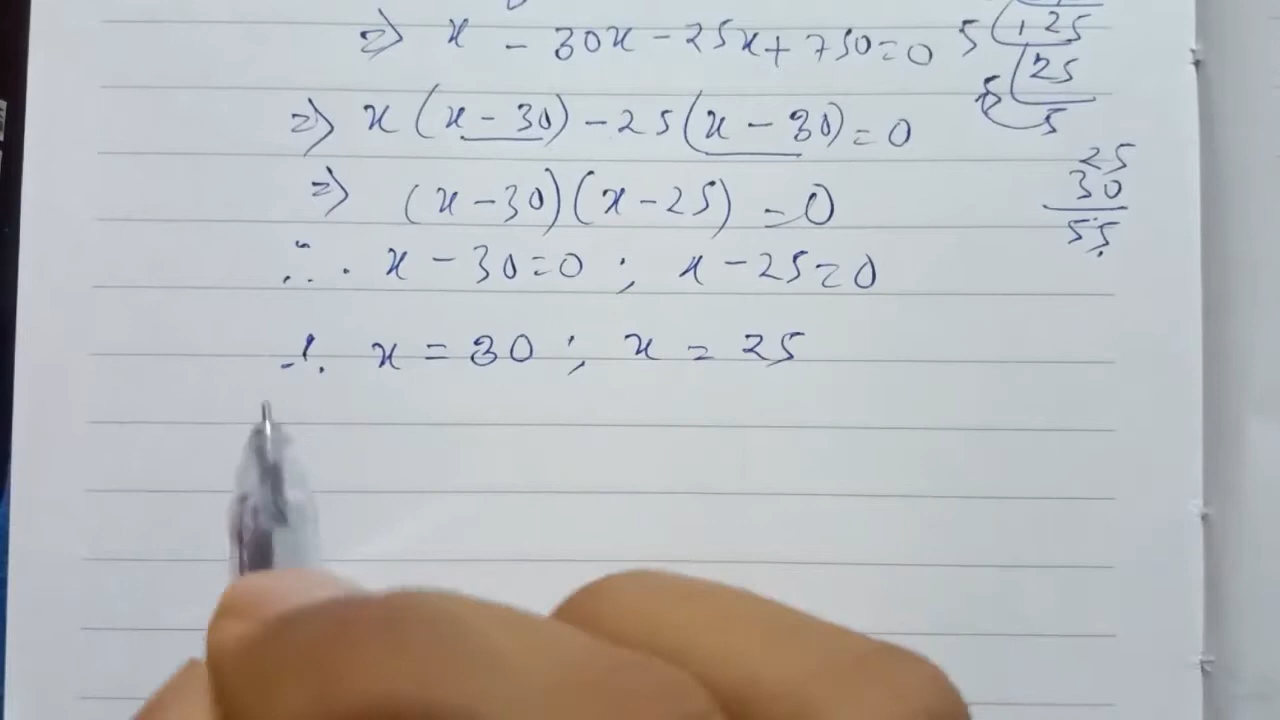 => x - 30x - 25x + 750 = 0
=> x (x - 30) - 25 (x - 30) = 0
=> (x - 30) (x - 25) = 0
∴ x - 30 = 0 ; x - 25 = 0
∴ x = 30 ; x = 25
5 125
5 25
5
25
30
55